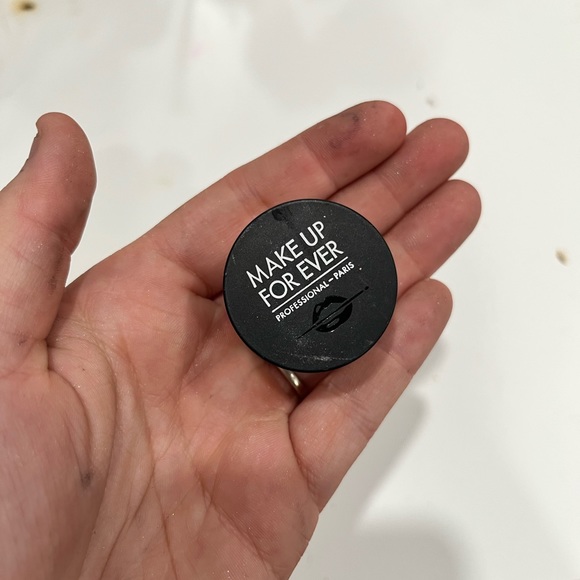 MAKE UP
FOR EVER
PROFESSIONAL – PARIS